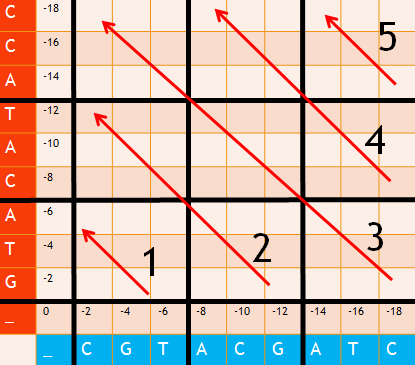 C -18 5
C -16
A -14
T -12 4
A -10
C -8
A -6 1 2 3
T -4
G -2
_ 0 -2 -4 -6 -8 -10 -12 -14 -16 -18
_ C G T A C G A T C